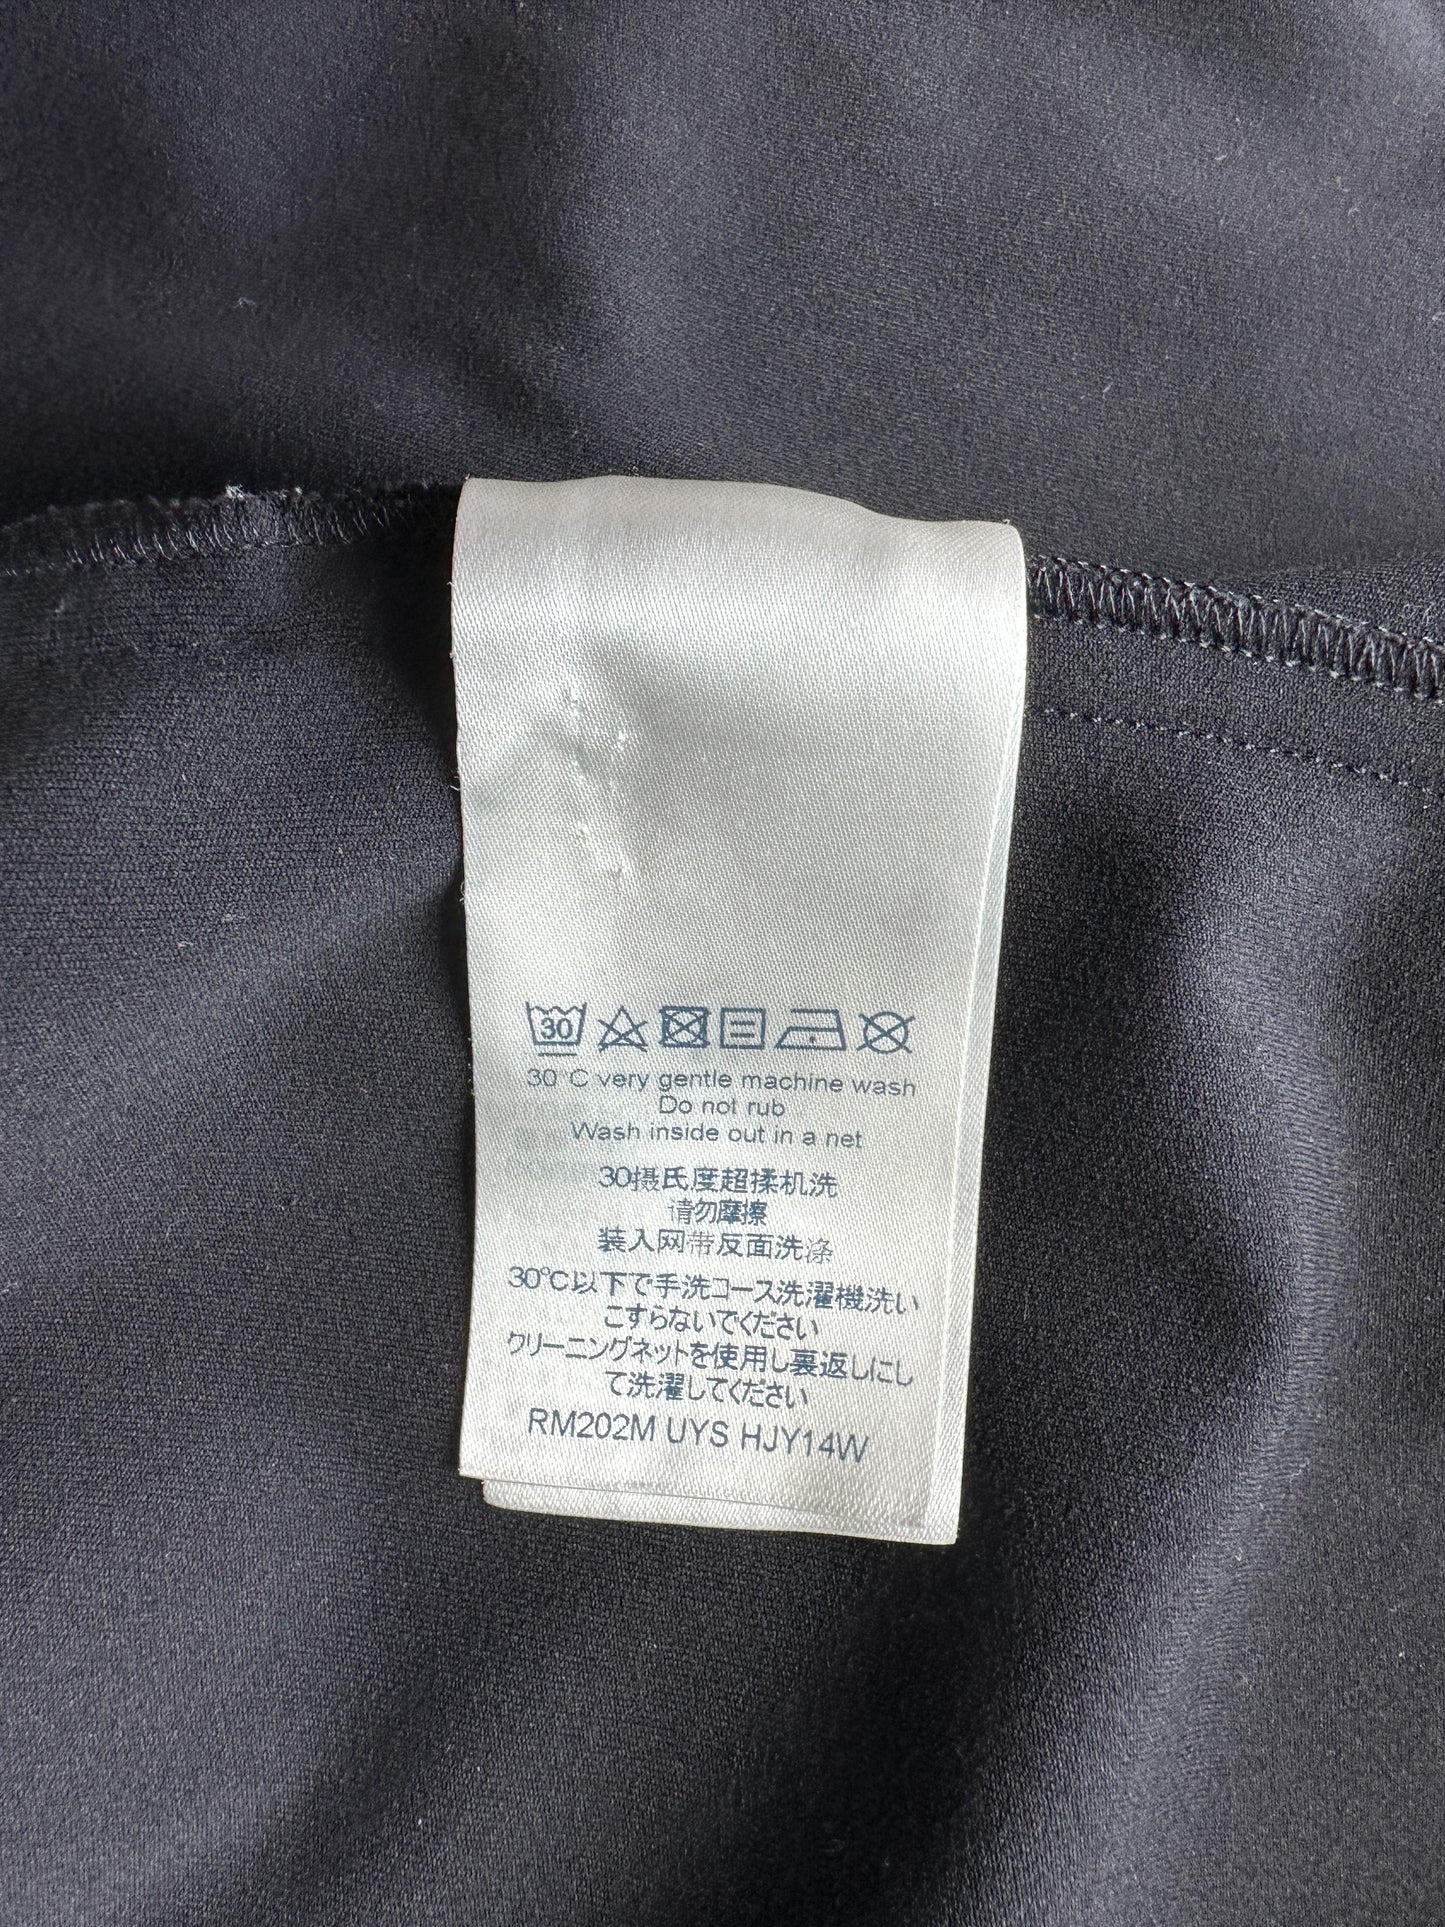 30
30°C very gentle machine wash
Do not rub
Wash inside out in a net
30摄氏度超揉机洗
请勿摩擦
装入网带反面洗涤
30°C以下で手洗コース洗濯機洗い
こすらないでください
クリーニングネットを使用し裏返しにし
て洗濯してください
RM202M UYS HJY14W